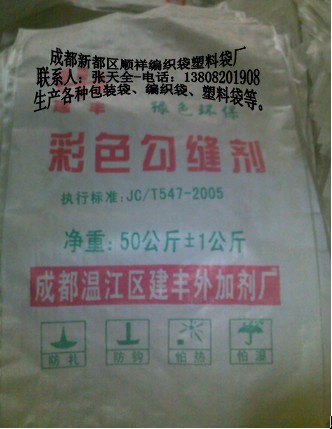 成都新都区顺祥编织袋塑料袋厂
联系人：张天全-电话：13808201908
生产各种包装袋、编织袋、塑料袋等。
建丰 绿色环保
彩色勾缝剂
执行标准:JC/T547-2005
净重:50公斤±1公斤
成都温江区建丰外加剂厂
防扎 防钩 怕热 怕湿